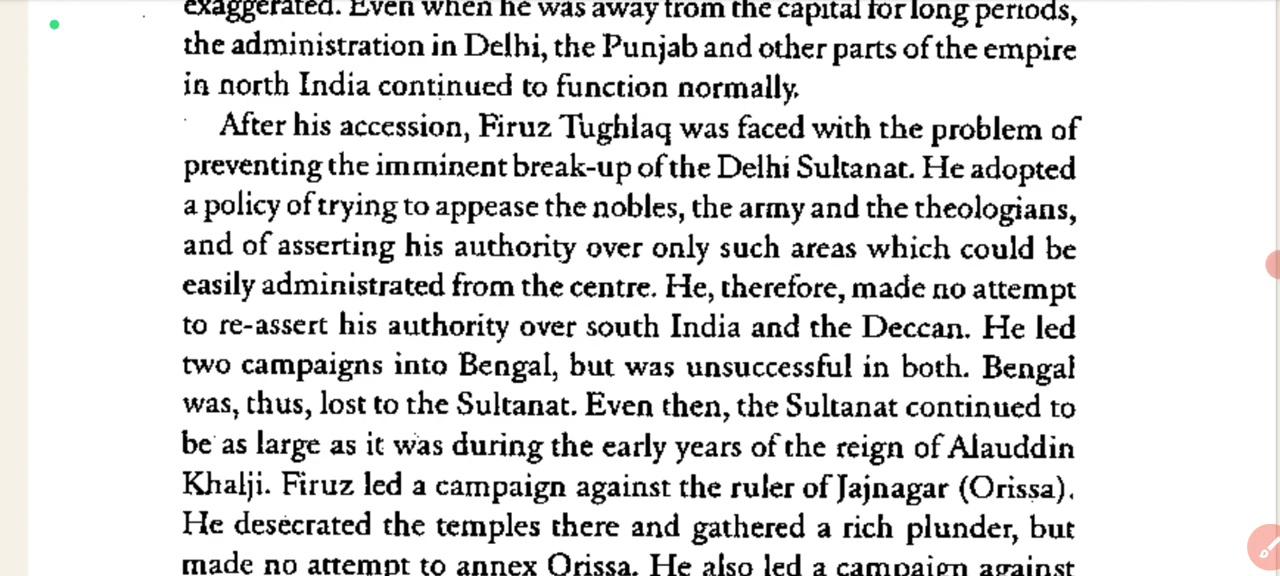 exaggerated. Even when he was away from the capital for long periods,
the administration in Delhi, the Punjab and other parts of the empire
in north India continued to function normally.
After his accession, Firuz Tughlaq was faced with the problem of
preventing the imminent break-up of the Delhi Sultanat. He adopted
a policy of trying to appease the nobles, the army and the theologians,
and of asserting his authority over only such areas which could be
easily administrated from the centre. He, therefore, made no attempt
to re-assert his authority over south India and the Deccan. He led
two campaigns into Bengal, but was unsuccessful in both. Bengal
was, thus, lost to the Sultanat. Even then, the Sultanat continued to
be as large as it was during the early years of the reign of Alauddin
Khalji. Firuz led a campaign against the ruler of Jajnagar (Orissa).
He desecrated the temples there and gathered a rich plunder, but
made no attempt to annex Orissa. He also led a campaign against